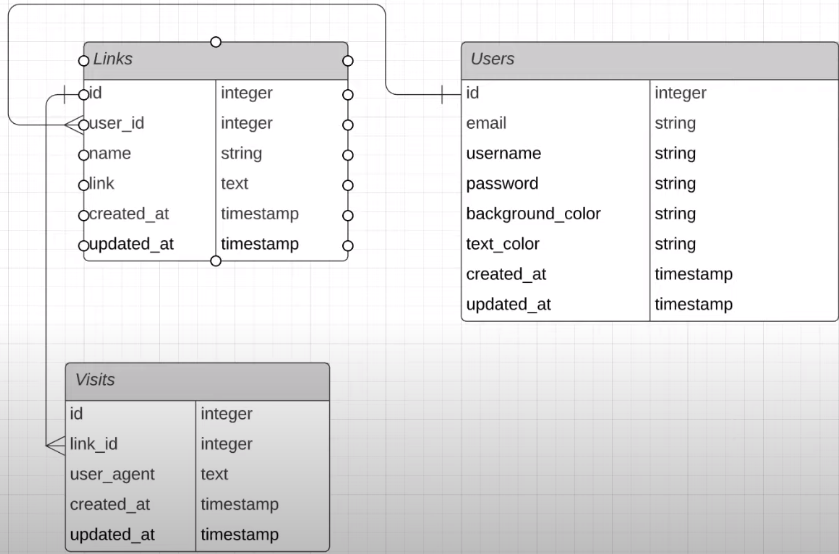 Links
id integer
user_id integer
name string
link text
created_at timestamp
updated_at timestamp
Users
id integer
email string
username string
password string
background_color string
text_color string
created_at timestamp
updated_at timestamp
Visits
id integer
link_id integer
user_agent text
created_at timestamp
updated_at timestamp